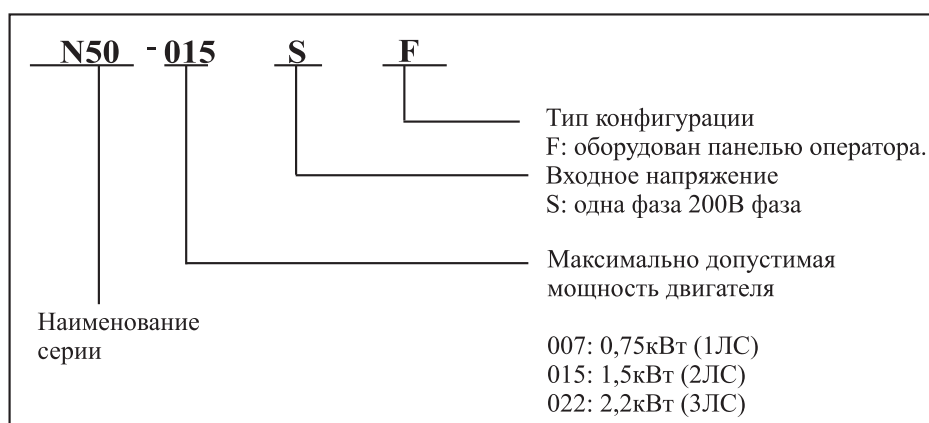 N50 -015 S F
Тип конфигурации
F: оборудован панелью оператора.
Входное напряжение
S: одна фаза 200В фаза
Максимально допустимая
мощность двигателя
Наименование
серии
007: 0,75кВт (1ЛС)
015: 1,5кВт (2ЛС)
022: 2,2кВт (3ЛС)